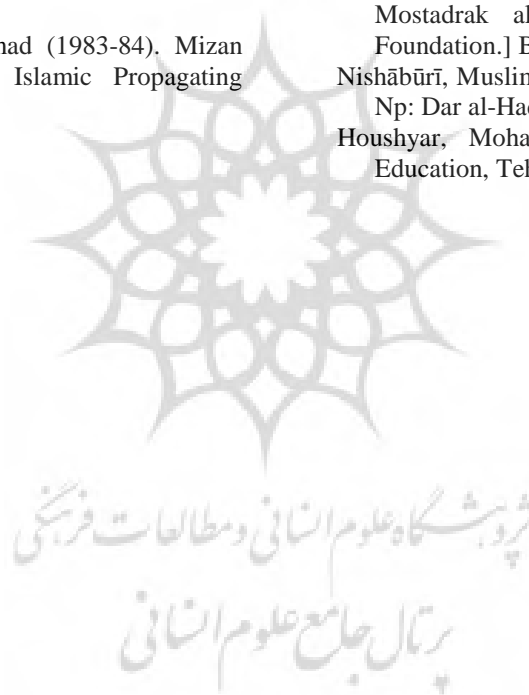 nad (1983-84). Mizan
Islamic Propagating
Mostadrak al
Foundation.] B
Nishābūrī, Muslin
Np: Dar al-Had
Houshyar, Moha
Education, Teh
پژوهشگاه علوم انسانی و مطالعات فرهنگی
پرتال جامع علوم انسانی